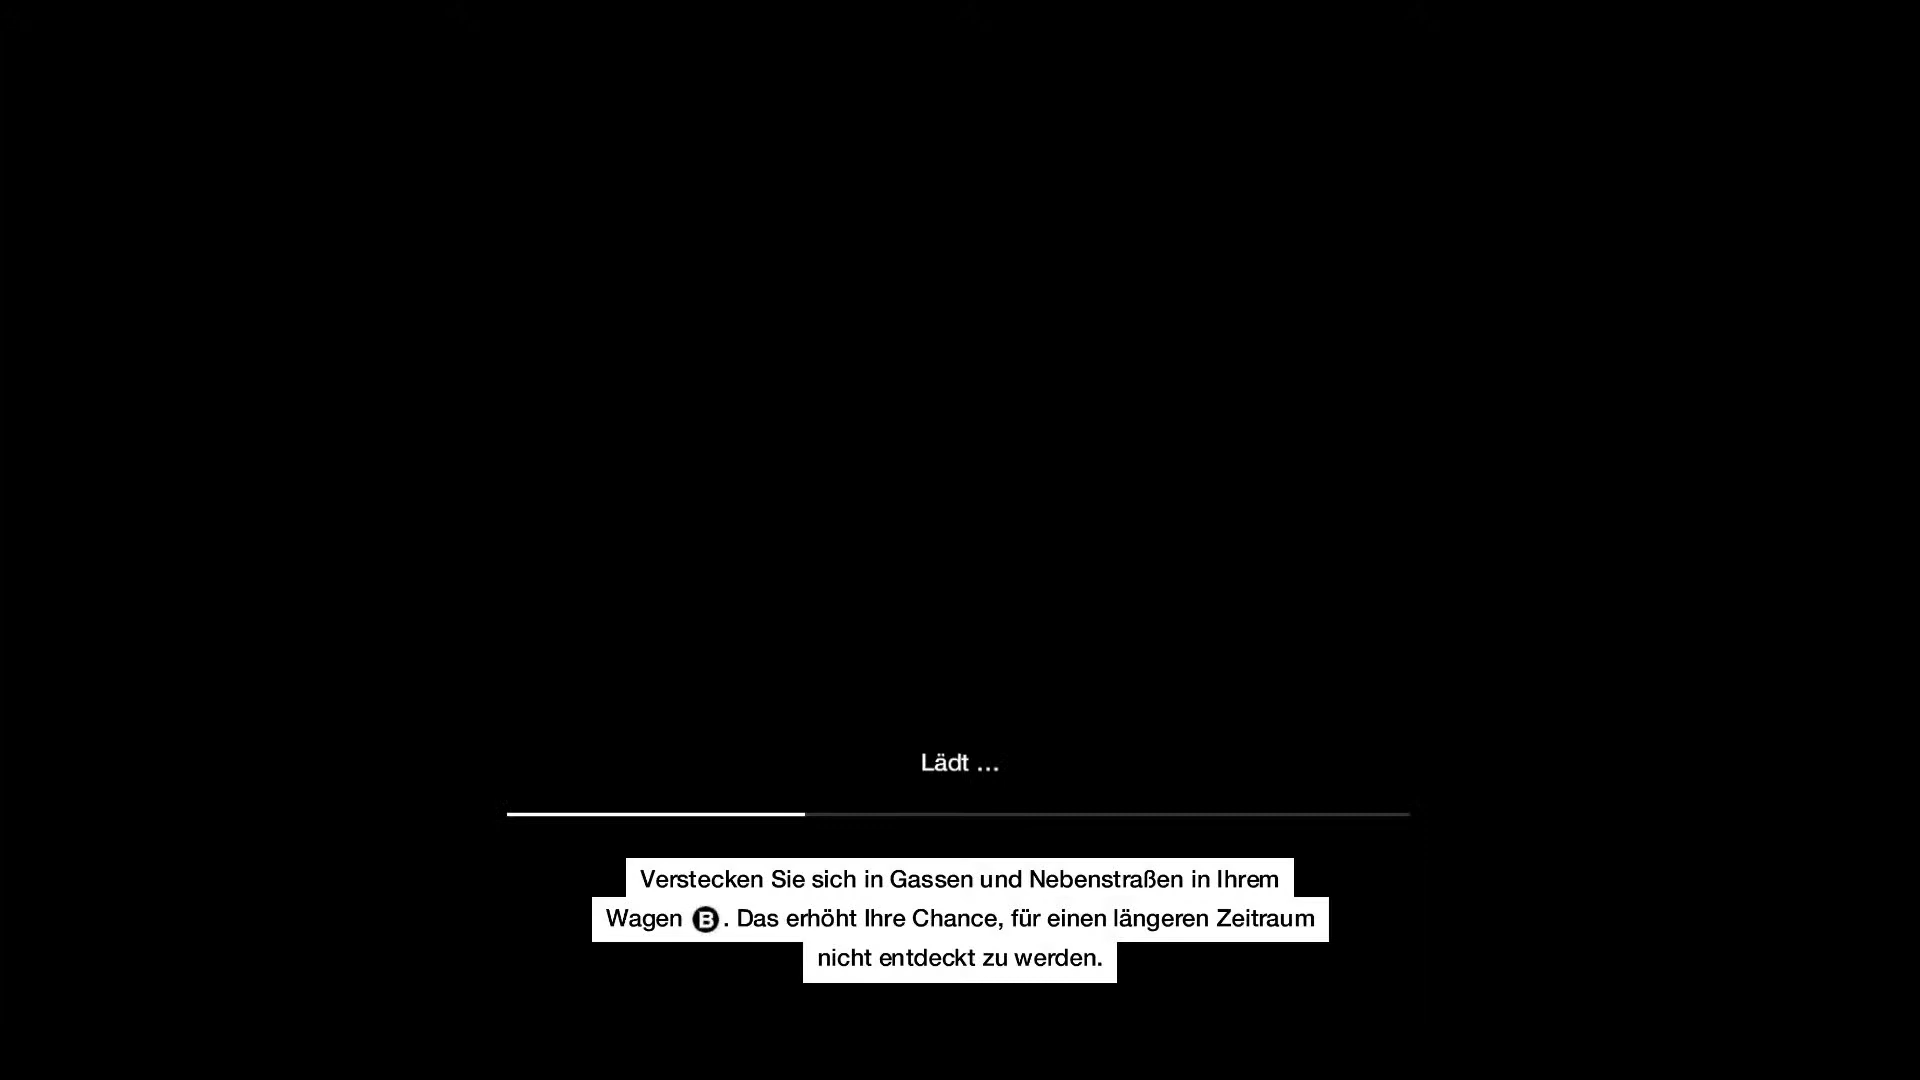 Lädt ...
Verstecken Sie sich in Gassen und Nebenstraßen in Ihrem
Wagen B. Das erhöht Ihre Chance, für einen längeren Zeitraum
nicht entdeckt zu werden.